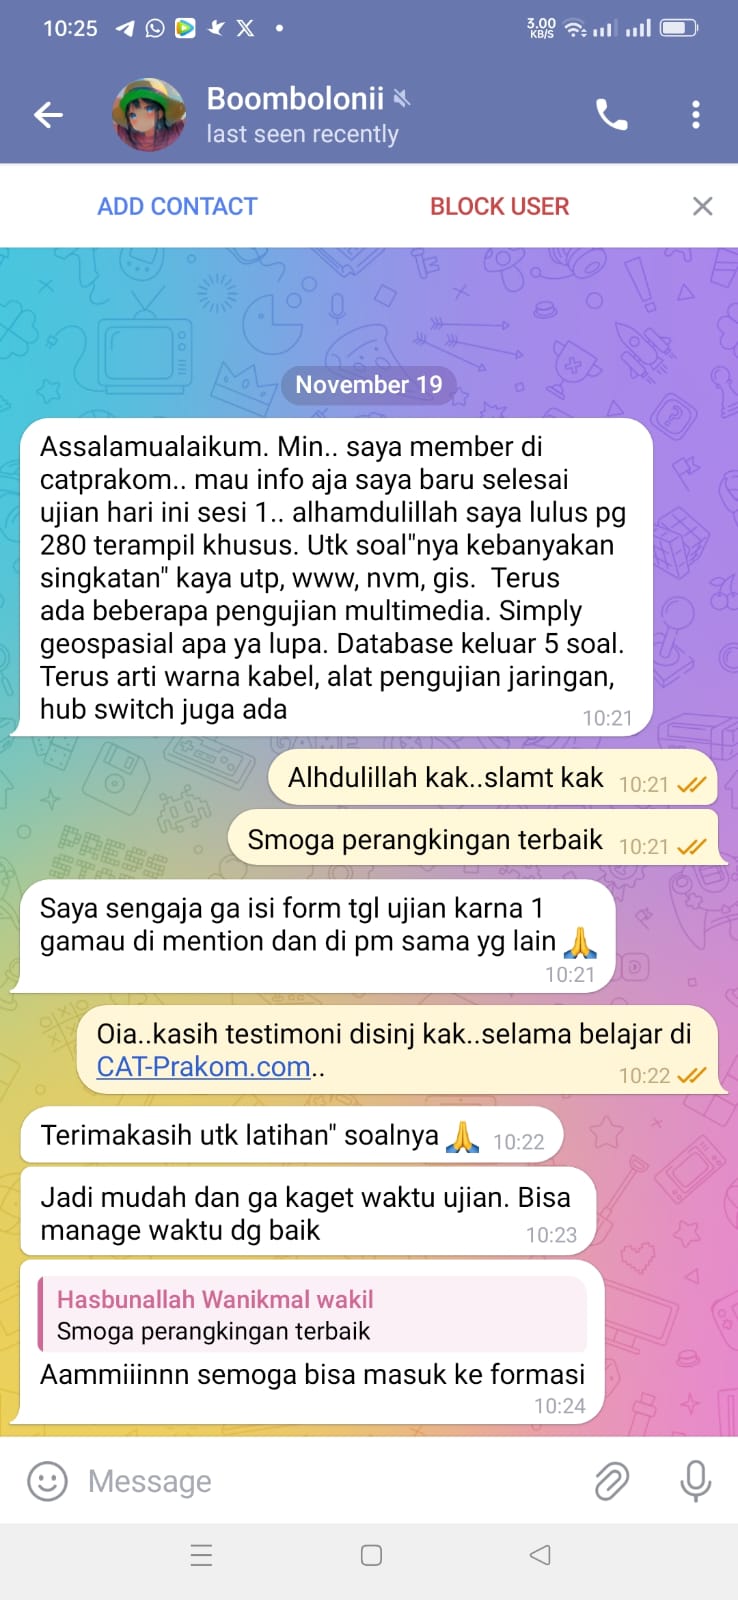 10:25
3.00
KB/S
Boombolonii
last seen recently
ADD CONTACT
BLOCK USER
November 19
Assalamualaikum. Min.. saya member di
catprakom.. mau info aja saya baru selesai
ujian hari ini sesi 1.. alhamdulillah saya lulus pg
280 terampil khusus. Utk soal"nya kebanyakan
singkatan" kaya utp, www, nvm, gis.  Terus
ada beberapa pengujian multimedia. Simply
geospasial apa ya lupa. Database keluar 5 soal.
Terus arti warna kabel, alat pengujian jaringan,
hub switch juga ada
10:21
Alhdulillah kak..slamt kak 10:21
Smoga perangkingan terbaik 10:21
Saya sengaja ga isi form tgl ujian karna 1
gamau di mention dan di pm sama yg lain 🙏
10:21
Oia..kasih testimoni disinj kak..selama belajar di
CAT-Prakom.com..
10:22
Terimakasih utk latihan" soalnya 🙏 10:22
Jadi mudah dan ga kaget waktu ujian. Bisa
manage waktu dg baik
10:23
Hasbunallah Wanikmal wakil
Smoga perangkingan terbaik
Aammiiinnn semoga bisa masuk ke formasi
10:24
Message